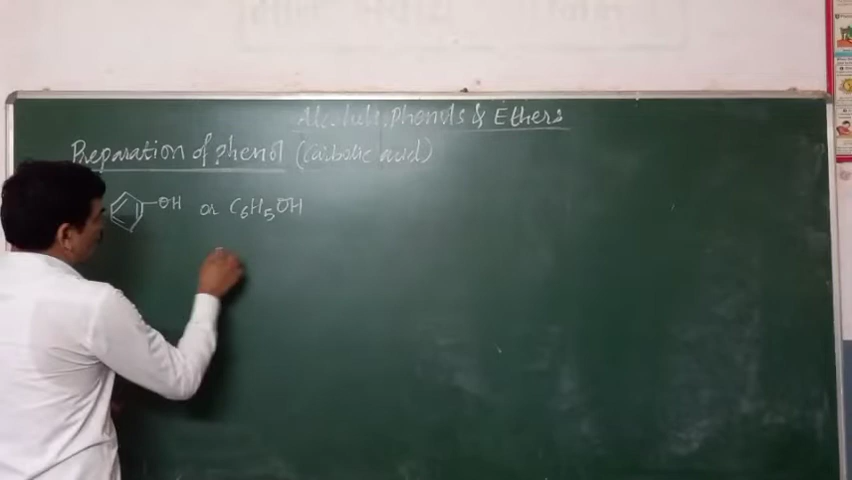 Alcohols, Phenols & Ethers
Preparation of phenol (Carbolic acid)
OH or C6H5OH